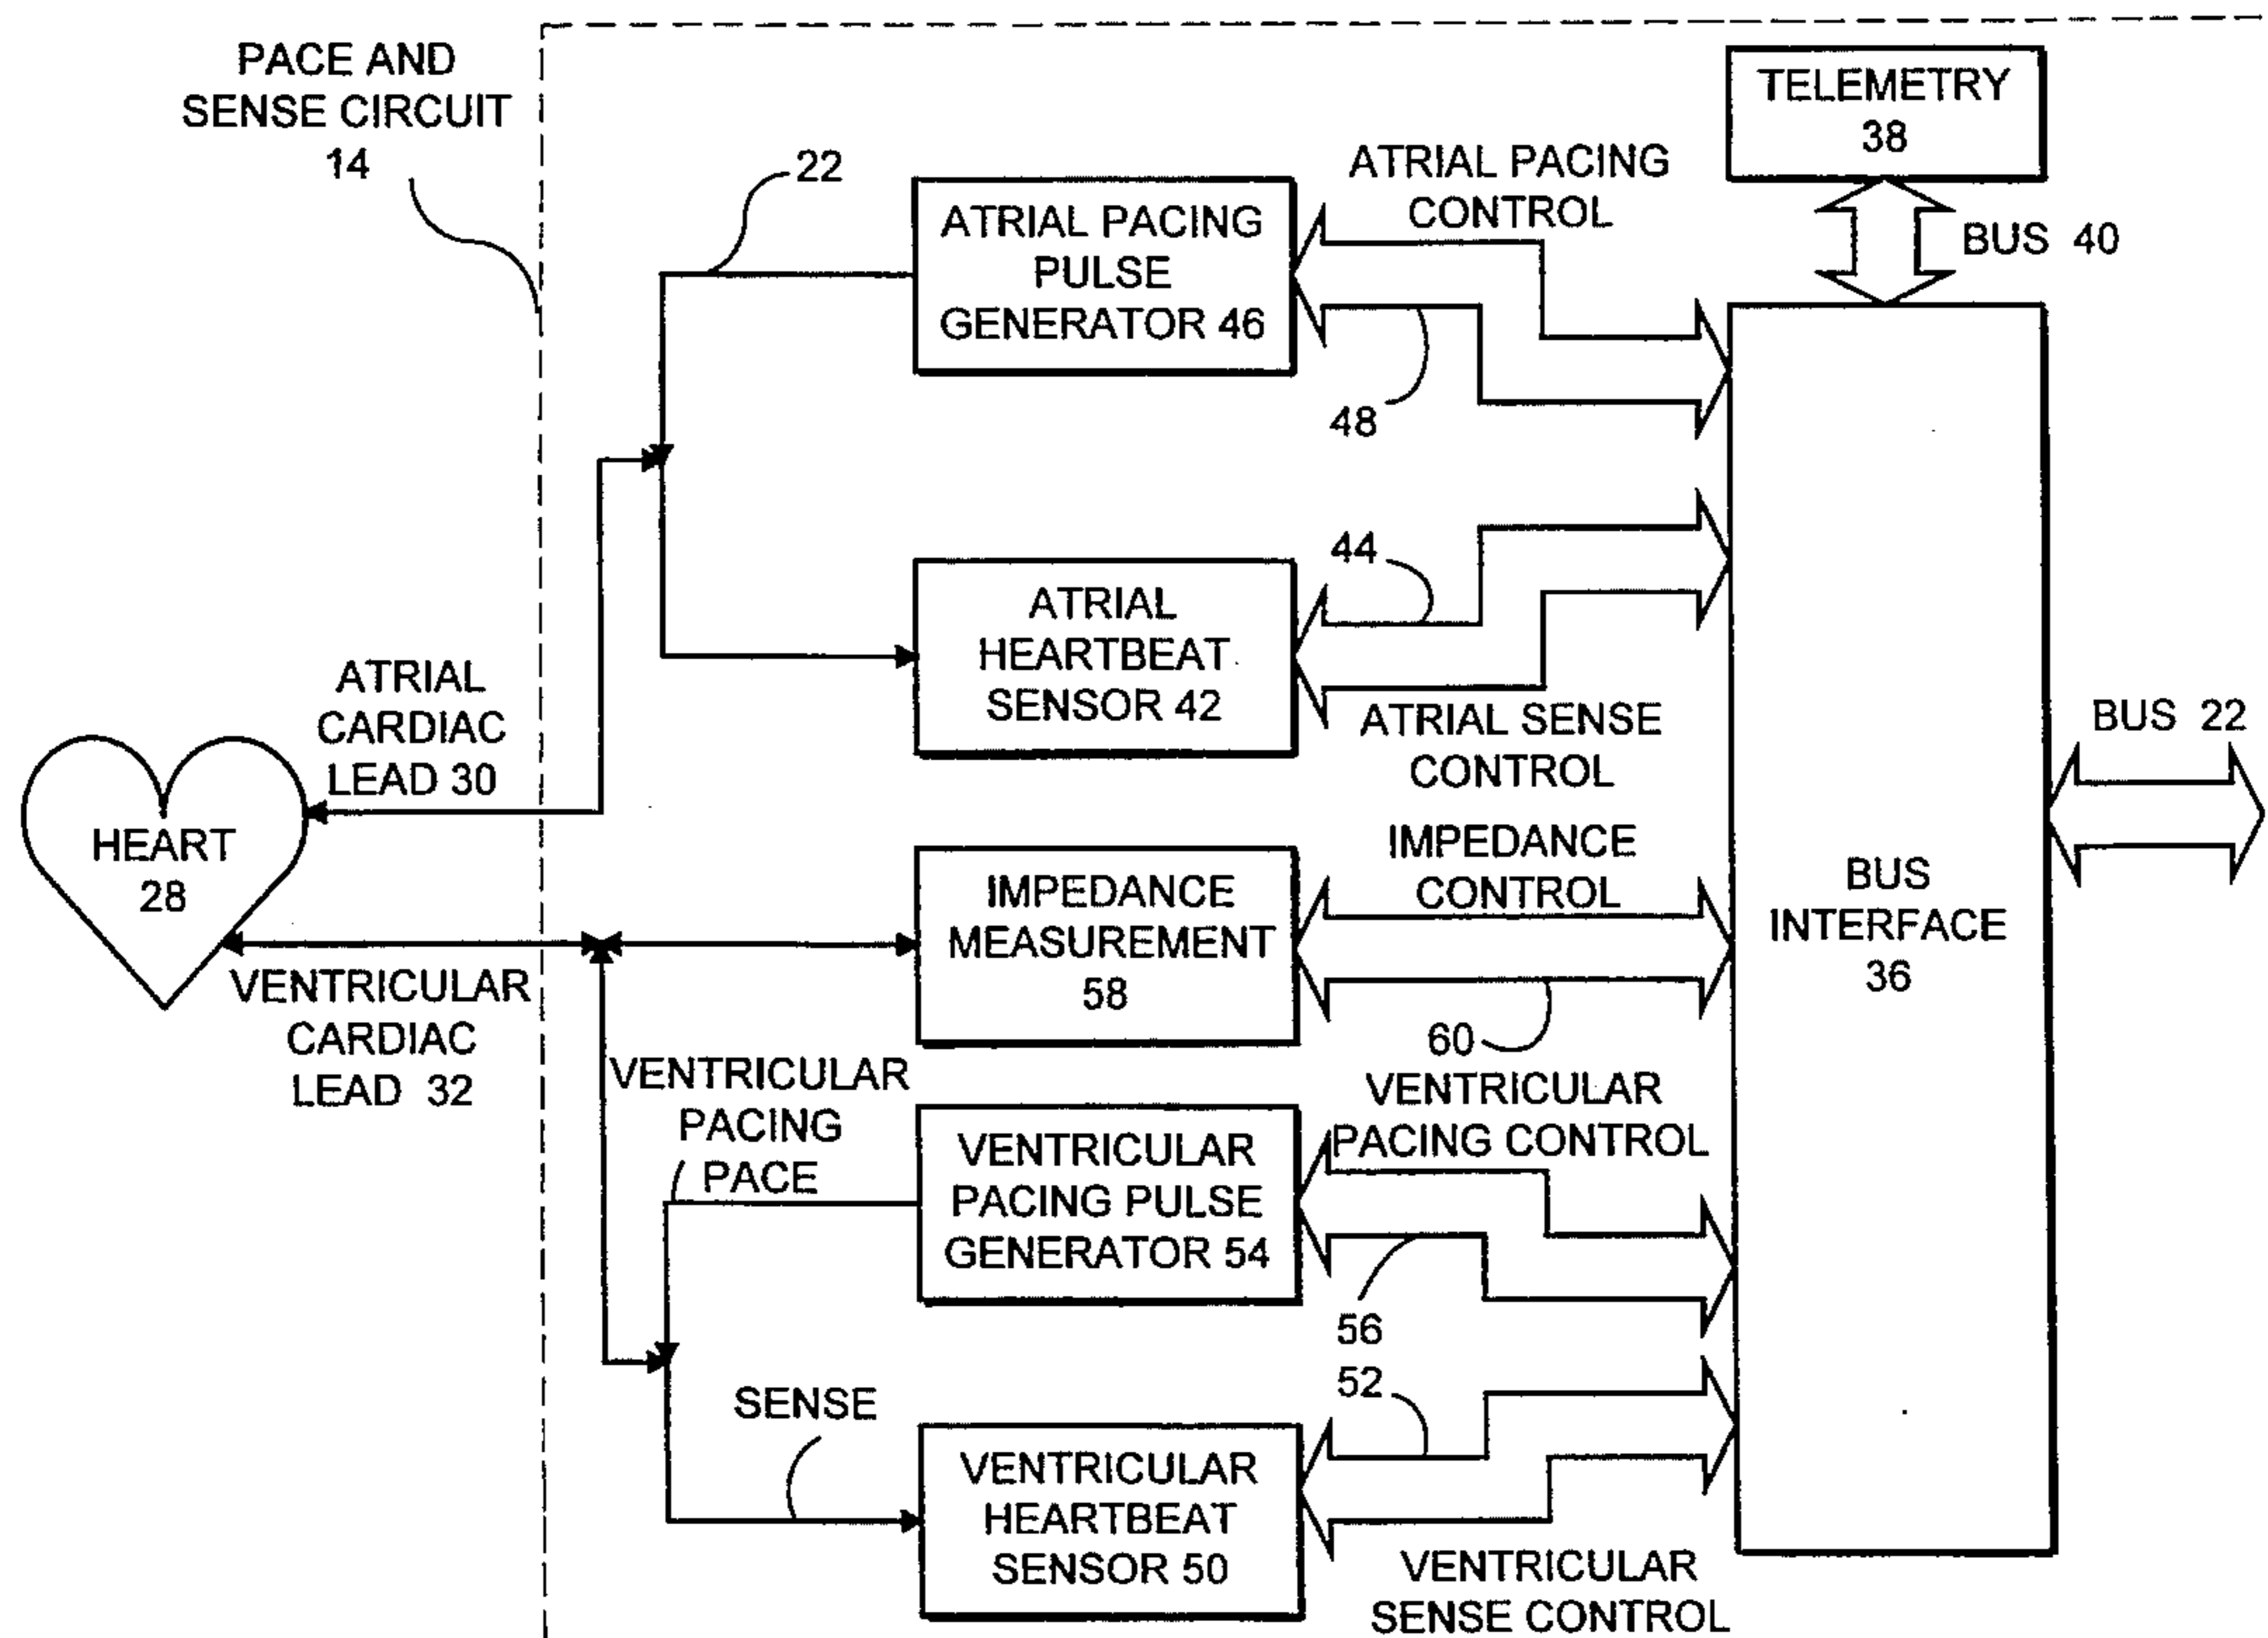 PACE AND
SENSE CIRCUIT
14
22
ATRIAL PACING
PULSE
GENERATOR 46
ATRIAL PACING
CONTROL
48
TELEMETRY
38
BUS 40
44
ATRIAL
HEARTBEAT
SENSOR 42
ATRIAL SENSE
CONTROL
ATRIAL
CARDIAC
LEAD 30
HEART
28
VENTRICULAR
CARDIAC
LEAD 32
IMPEDANCE
MEASUREMENT
58
IMPEDANCE
CONTROL
60
BUS
INTERFACE
36
BUS 22
VENTRICULAR
PACING
PACE
VENTRICULAR
PACING PULSE
GENERATOR 54
VENTRICULAR
PACING CONTROL
56
52
SENSE
VENTRICULAR
HEARTBEAT
SENSOR 50
VENTRICULAR
SENSE CONTROL